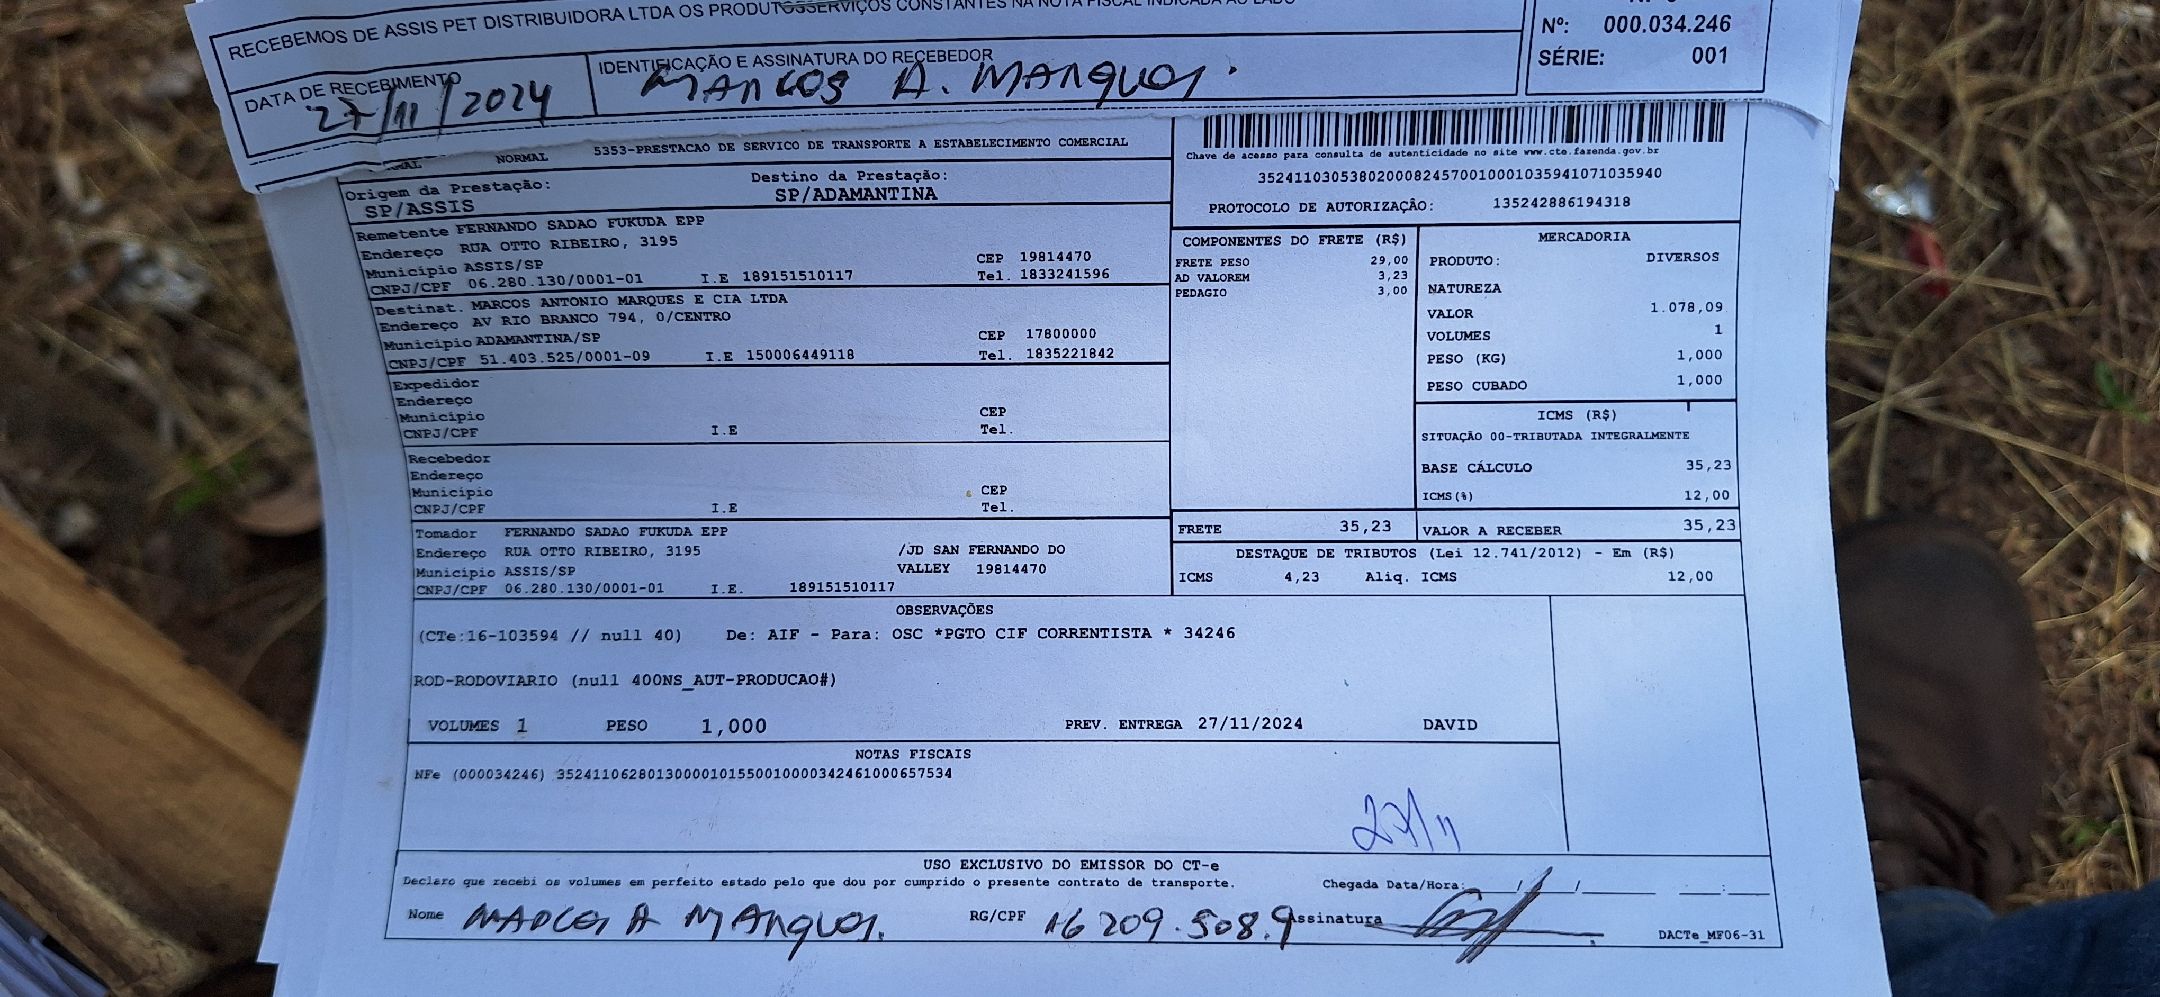 RECEBEMOS DE ASSIS PET DISTRIBUIDORA LTDA OS PRODUTOS SERVIÇOS CONSTANTES NA NOTA FISCAL INDICADA AO LADO
DATA DE RECEBIMENTO
27/11/2024
IDENTIFICAÇÃO E ASSINATURA DO RECEBEDOR
MARCOS A. MARQUES.
Nº: 000.034.246
SÉRIE: 001
NORMAL 5353-PRESTACAO DE SERVICO DE TRANSPORTE A ESTABELECIMENTO COMERCIAL
Chave de acesso para consulta de autenticidade no site www.cte.fazenda.gov.br
35241103053802000824570010001035941071035940
PROTOCOLO DE AUTORIZAÇÃO: 135242886194318
Origem da Prestação:
SP/ASSIS
Destino da Prestação:
SP/ADAMANTINA
Remetente FERNANDO SADAO FUKUDA EPP
Endereço RUA OTTO RIBEIRO, 3195
Município ASSIS/SP CEP 19814470
CNPJ/CPF 06.280.130/0001-01 I.E 189151510117 Tel. 1833241596
Destinat. MARCOS ANTONIO MARQUES E CIA LTDA
Endereço AV RIO BRANCO 794, 0/CENTRO
Município ADAMANTINA/SP CEP 17800000
CNPJ/CPF 51.403.525/0001-09 I.E 150006449118 Tel. 1835221842
Expedidor
Endereço
Município CEP
CNPJ/CPF I.E Tel.
Recebedor
Endereço
Município CEP
CNPJ/CPF I.E Tel.
Tomador FERNANDO SADAO FUKUDA EPP
Endereço RUA OTTO RIBEIRO, 3195 /JD SAN FERNANDO DO
Município ASSIS/SP VALLEY 19814470
CNPJ/CPF 06.280.130/0001-01 I.E. 189151510117
COMPONENTES DO FRETE (R$)
FRETE PESO 29,00
AD VALOREM 3,23
PEDAGIO 3,00
MERCADORIA
PRODUTO: DIVERSOS
NATUREZA
VALOR 1.078,09
VOLUMES 1
PESO (KG) 1,000
PESO CUBADO 1,000
ICMS (R$)
SITUAÇÃO 00-TRIBUTADA INTEGRALMENTE
BASE CÁLCULO 35,23
ICMS(%) 12,00
FRETE 35,23
VALOR A RECEBER 35,23
DESTAQUE DE TRIBUTOS (Lei 12.741/2012) - Em (R$)
ICMS 4,23 Aliq. ICMS 12,00
OBSERVAÇÕES
(CTe:16-103594 // null 40) De: AIF - Para: OSC *PGTO CIF CORRENTISTA * 34246
ROD-RODOVIARIO (null 400NS_AUT-PRODUCAO#)
VOLUMES 1 PESO 1,000 PREV. ENTREGA 27/11/2024 DAVID
NOTAS FISCAIS
NFe (000034246) 35241106280130000101550010000342461000657534
27/11
USO EXCLUSIVO DO EMISSOR DO CT-e
Declaro que recebi os volumes em perfeito estado pelo que dou por cumprido o presente contrato de transporte. Chegada Data/Hora: / / :
Nome MARCOS A MARQUES. RG/CPF 16 209.508.9 Assinatura
DACTe_MF06-31